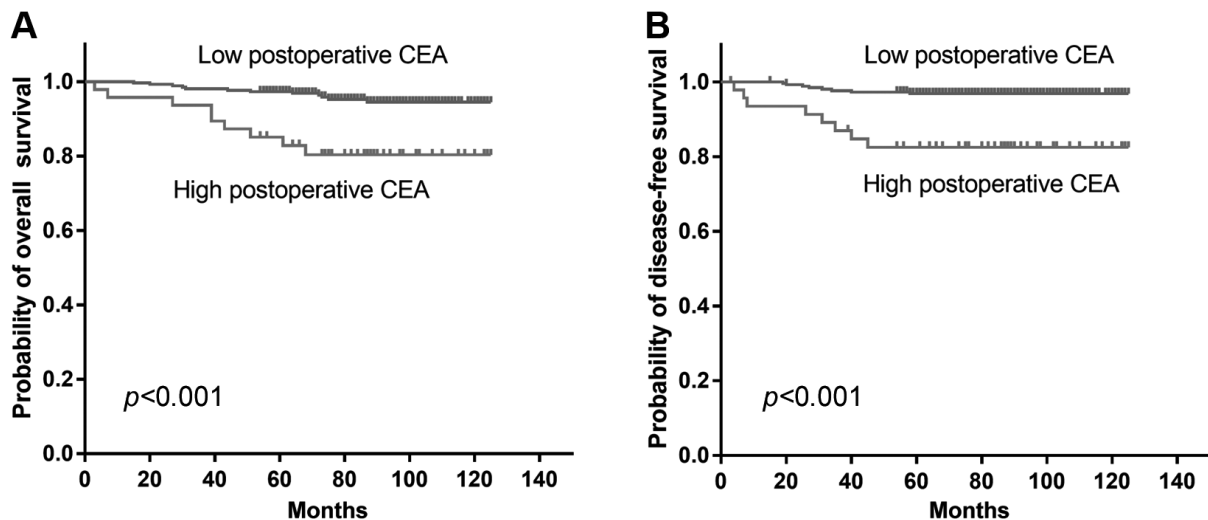 A
Probability of overall survival
1.0
0.8
0.6
0.4
0.2
0.0
Low postoperative CEA
High postoperative CEA
p<0.001
0 20 40 60 80 100 120 140
Months
B
Probability of disease-free survival
1.0
0.8
0.6
0.4
0.2
0.0
Low postoperative CEA
High postoperative CEA
p<0.001
0 20 40 60 80 100 120 140
Months